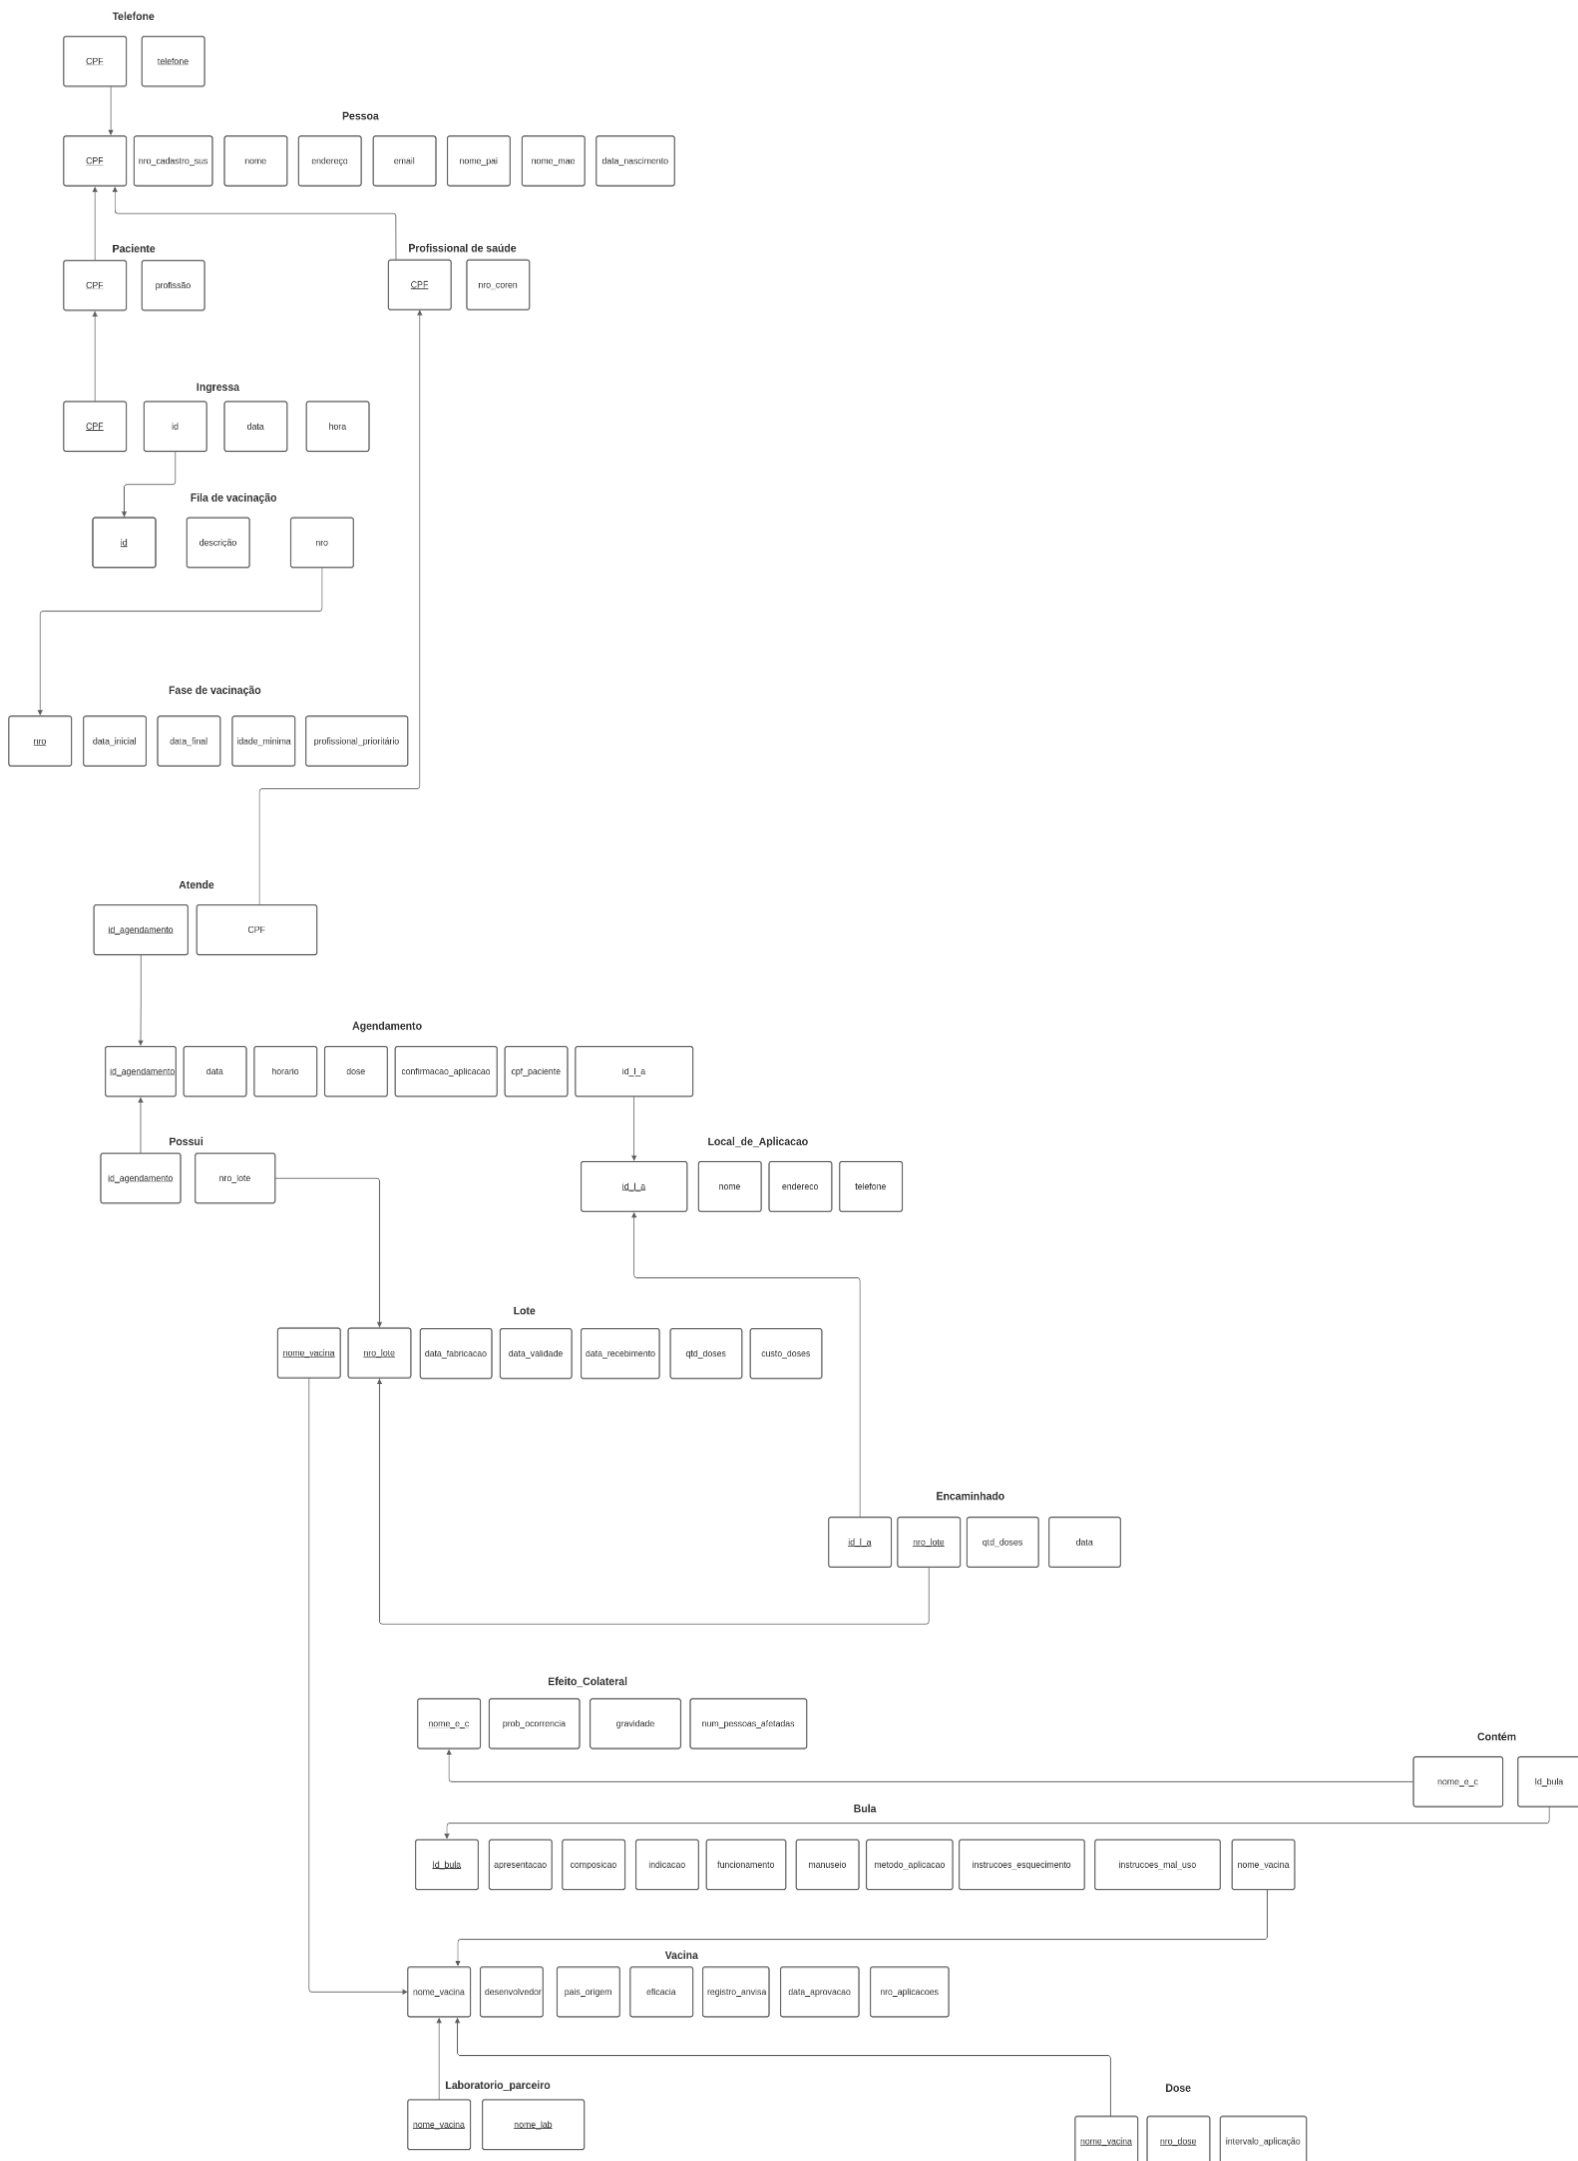 Telefone
CPF telefone
Pessoa
CPF nro_cadastro_sus nome endereço email nome_pai nome_mae data_nascimento
Paciente Profissional de saúde
CPF profissão CPF nro_coren
Ingressa
CPF id data hora
Fila de vacinação
id descrição nro
Fase de vacinação
nro data_inicial data_final idade_minima profissional_prioritário
Atende
id_agendamento CPF
Agendamento
id_agendamento data horario dose confirmacao_aplicacao cpf_paciente id_l_a
Possui Local_de_Aplicacao
id_agendamento nro_lote id_l_a nome endereco telefone
Lote
nome_vacina nro_lote data_fabricacao data_validade data_recebimento qtd_doses custo_doses
Encaminhado
id_l_a nro_lote qtd_doses data
Efeito_Colateral
nome_e_c prob_ocorrencia gravidade num_pessoas_afetadas
Contém
nome_e_c Id_bula
Bula
Id_bula apresentacao composicao indicacao funcionamento manuseio metodo_aplicacao instrucoes_esquecimento instrucoes_mal_uso nome_vacina
Vacina
nome_vacina desenvolvedor pais_origem eficacia registro_anvisa data_aprovacao nro_aplicacoes
Laboratorio_parceiro Dose
nome_vacina nome_lab nome_vacina nro_dose intervalo_aplicação